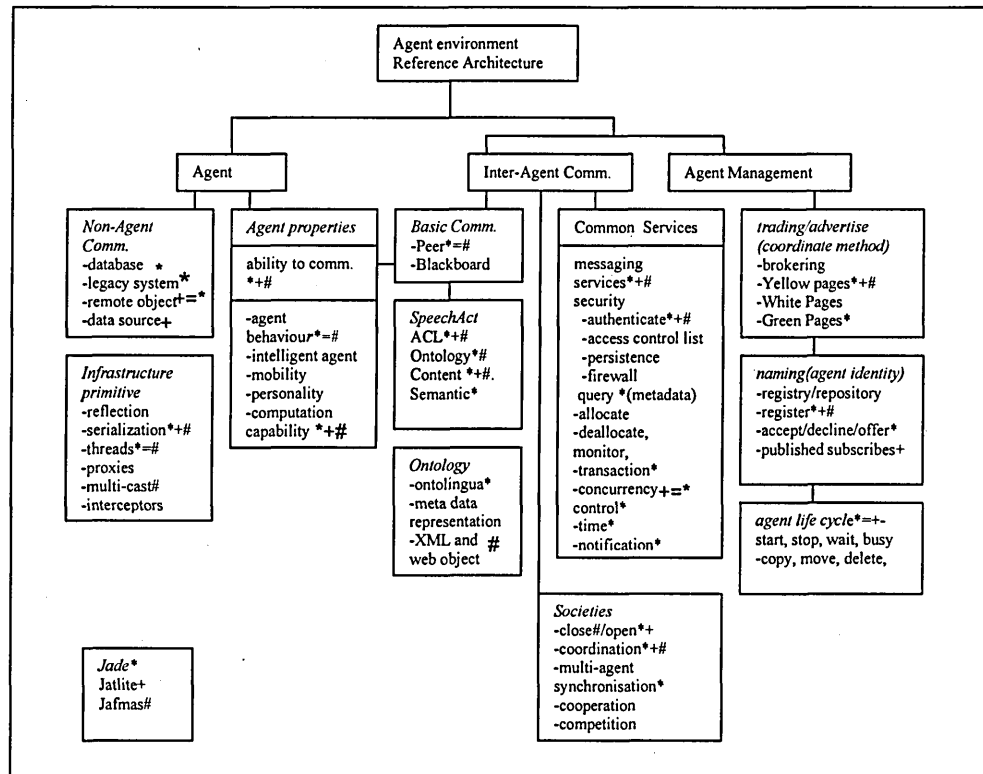 Agent environment
Reference Architecture
Agent
Inter-Agent Comm.
Agent Management
Non-Agent
Comm.
-database *
-legacy system*
-remote object+=*
-data source+
Infrastructure
primitive
-reflection
-serialization*+#
-threads*=#
-proxies
-multi-cast#
-interceptors
Agent properties
ability to comm.
*+#
-agent
behaviour*=#
-intelligent agent
-mobility
-personality
-computation
capability *+#
Basic Comm.
-Peer*=#
-Blackboard
SpeechAct
ACL*+#
Ontology*#
Content *+#.
Semantic*
Ontology
-ontolingua*
-meta data
representation
-XML and #
web object
Common Services
messaging
services*+#
security
-authenticate*+#
-access control list
-persistence
-firewall
query *(metadata)
-allocate
-deallocate,
monitor,
-transaction*
-concurrency+=*
control*
-time*
-notification*
Societies
-close#/open*+
-coordination*+#
-multi-agent
synchronisation*
-cooperation
-competition
trading/advertise
(coordinate method)
-brokering
-Yellow pages*+#
-White Pages
-Green Pages*
naming(agent identity)
-registry/repository
-register*+#
-accept/decline/offer*
-published subscribes+
agent life cycle*=+-
start, stop, wait, busy
-copy, move, delete,
Jade*
Jatlite+
Jafmas#